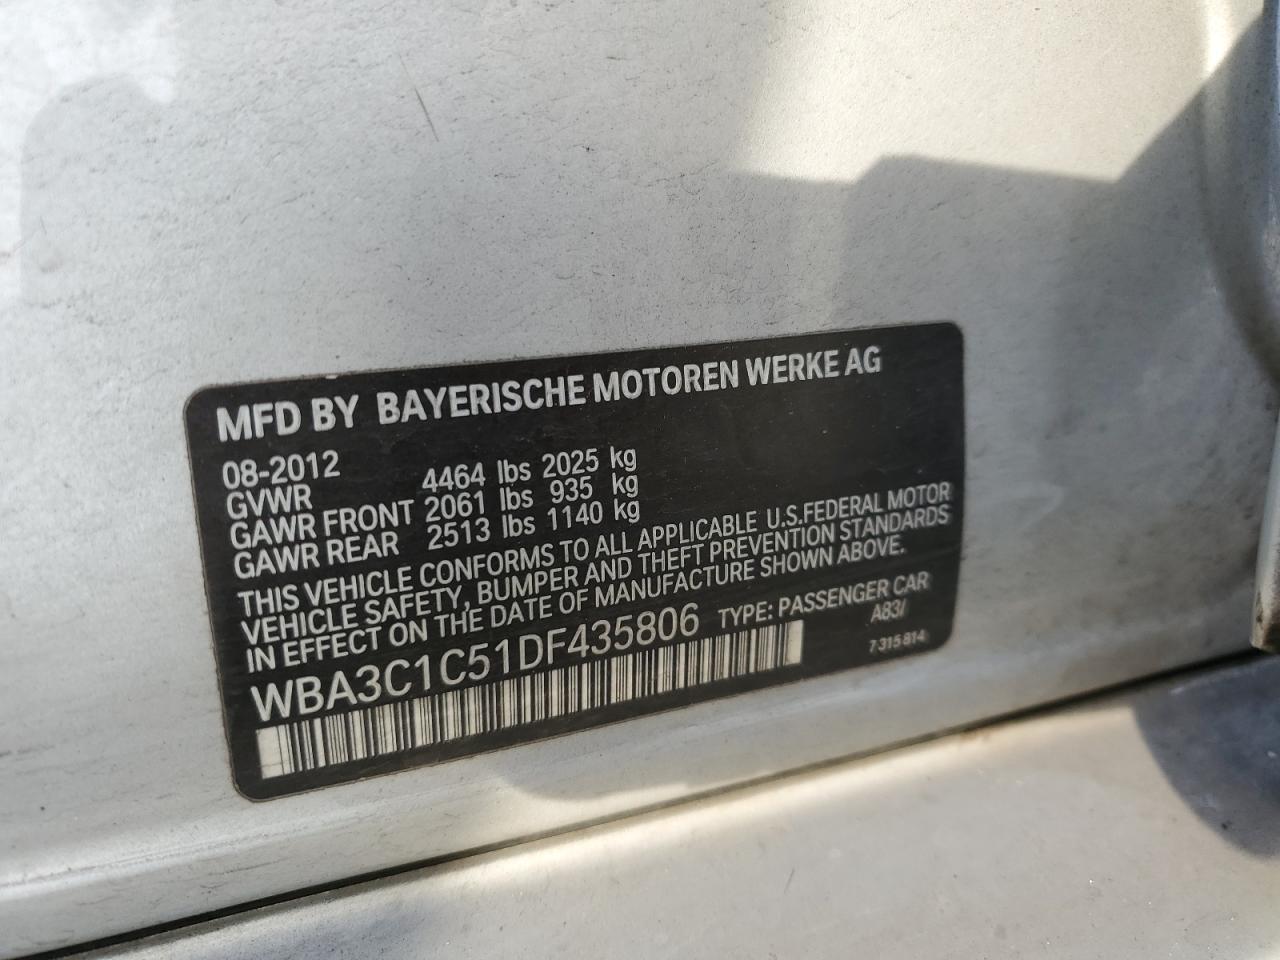 MFD BY BAYERISCHE MOTOREN WERKE AG
08-2012
GVWR 4464 lbs 2025 kg
GAWR FRONT 2061 lbs 935 kg
GAWR REAR 2513 lbs 1140 kg
THIS VEHICLE CONFORMS TO ALL APPLICABLE U.S.FEDERAL MOTOR
VEHICLE SAFETY, BUMPER AND THEFT PREVENTION STANDARDS
IN EFFECT ON THE DATE OF MANUFACTURE SHOWN ABOVE.
WBA3C1C51DF435806 TYPE: PASSENGER CAR
A83/
7 315 814